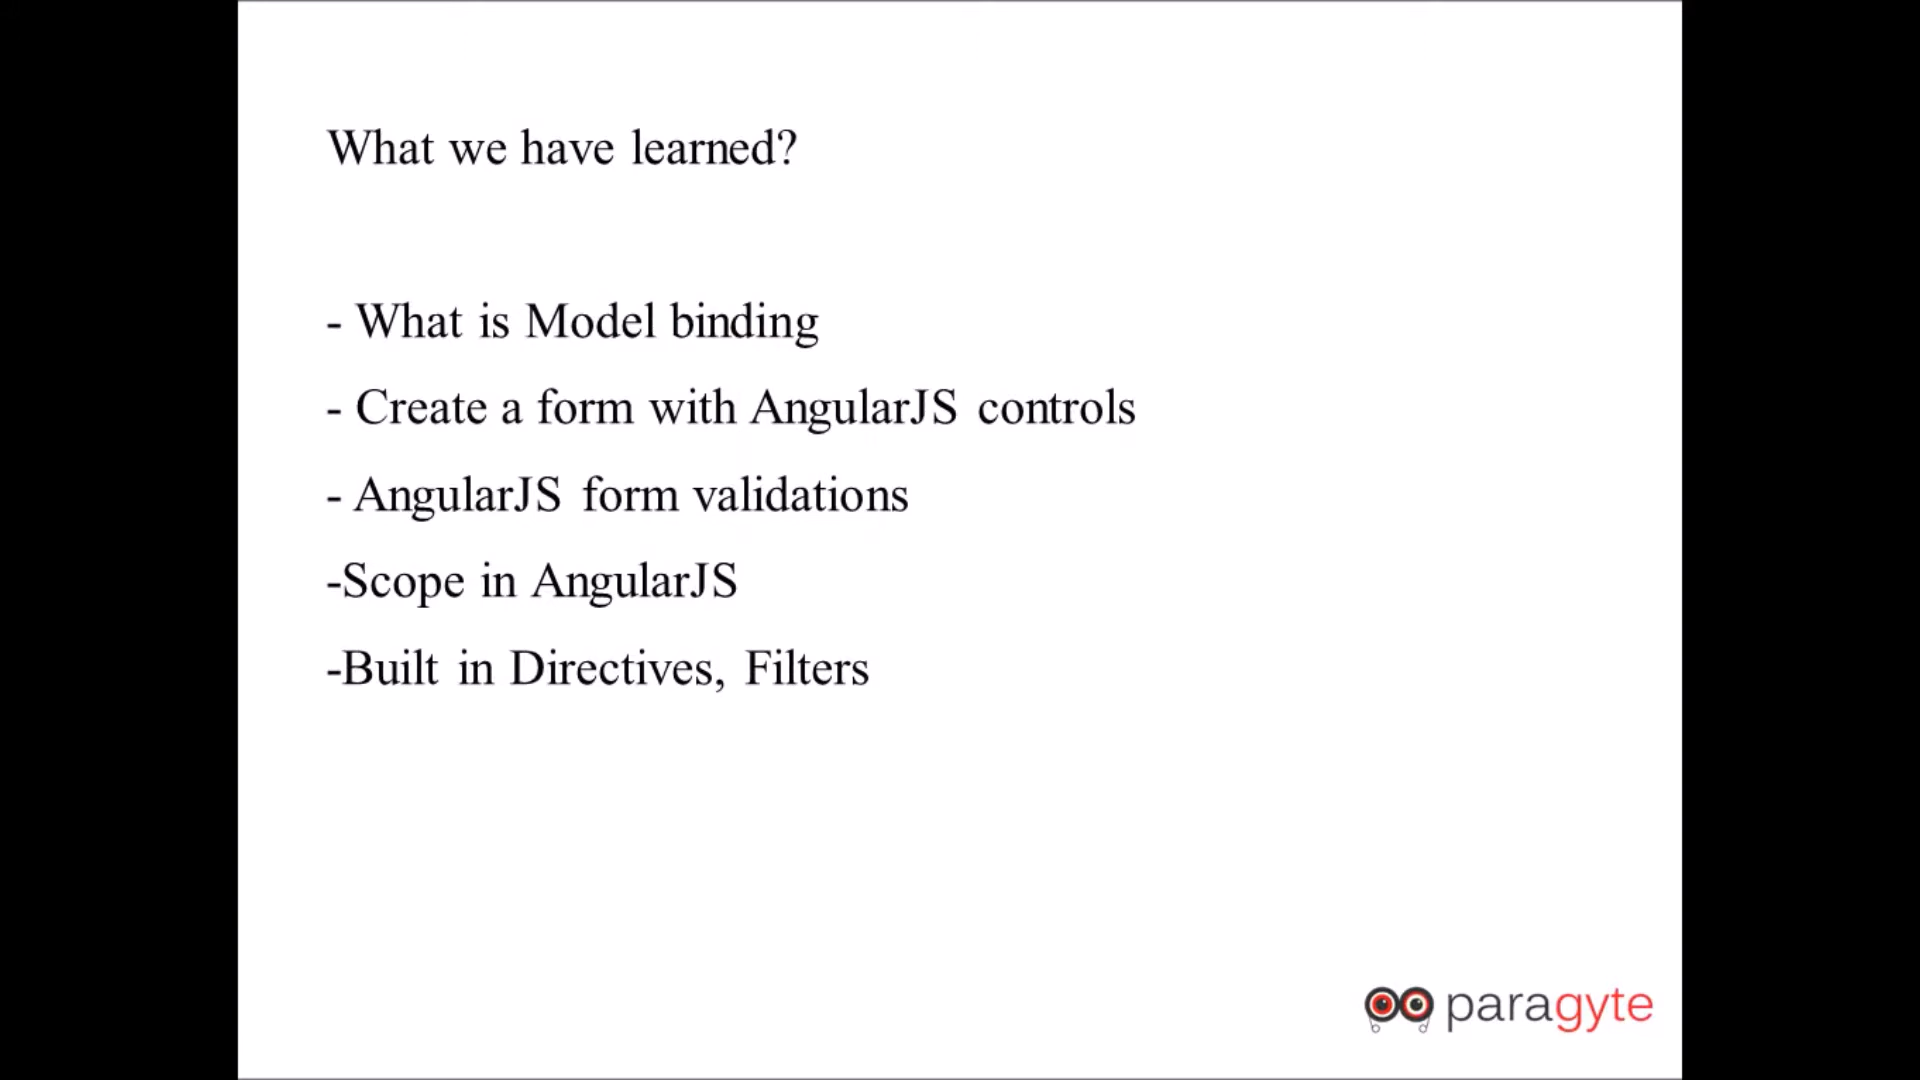 What we have learned?
- What is Model binding
- Create a form with AngularJS controls
- AngularJS form validations
-Scope in AngularJS
-Built in Directives, Filters
paragyte